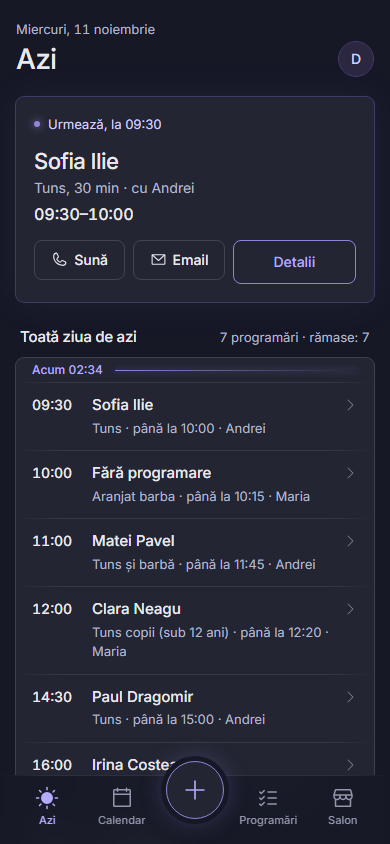 Miercuri, 11 noiembrie
Azi
D
Urmează, la 09:30
Sofia Ilie
Tuns, 30 min · cu Andrei
09:30–10:00
Sună
Email
Detalii
Toată ziua de azi
7 programări · rămase: 7
Acum 02:34
09:30 Sofia Ilie
Tuns · până la 10:00 · Andrei
10:00 Fără programare
Aranjat barba · până la 10:15 · Maria
11:00 Matei Pavel
Tuns și barbă · până la 11:45 · Andrei
12:00 Clara Neagu
Tuns copii (sub 12 ani) · până la 12:20 ·
Maria
14:30 Paul Dragomir
Tuns · până la 15:00 · Andrei
16:00 Irina Costea
Azi
Calendar
Programări
Salon